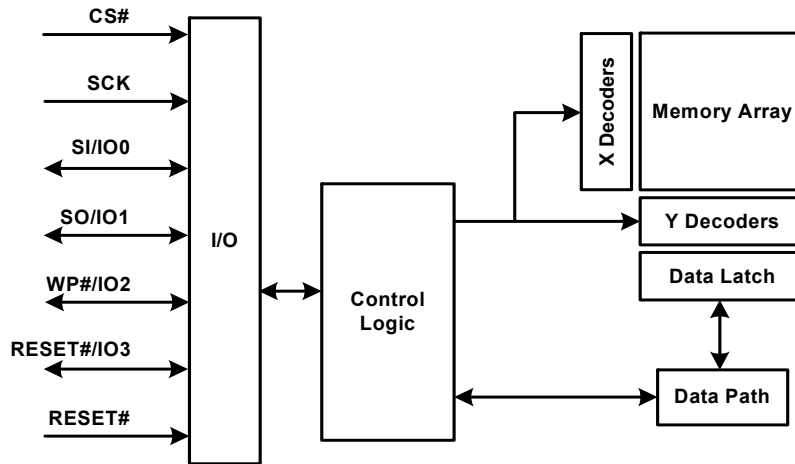 CS#
SCK
SI/IO0
SO/IO1
WP#/IO2
RESET#/IO3
RESET#
I/O
Control
Logic
X Decoders
Memory Array
Y Decoders
Data Latch
Data Path